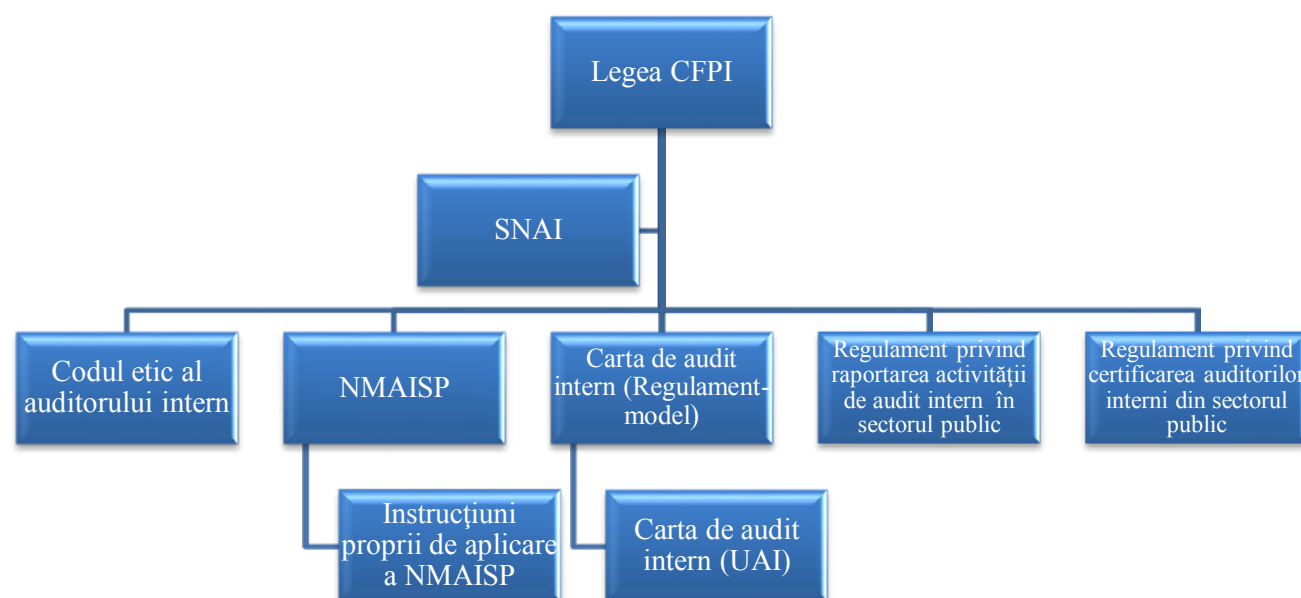 Legea CFPI
SNAI
Codul etic al
auditorului intern
NMAISP
Carta de audit
intern (Regulament-
model)
Regulament privind
raportarea activităţii
de audit intern în
sectorul public
Regulament privind
certificarea auditorilor
interni din sectorul
public
Instrucţiuni
proprii de aplicare
a NMAISP
Carta de audit
intern (UAI)